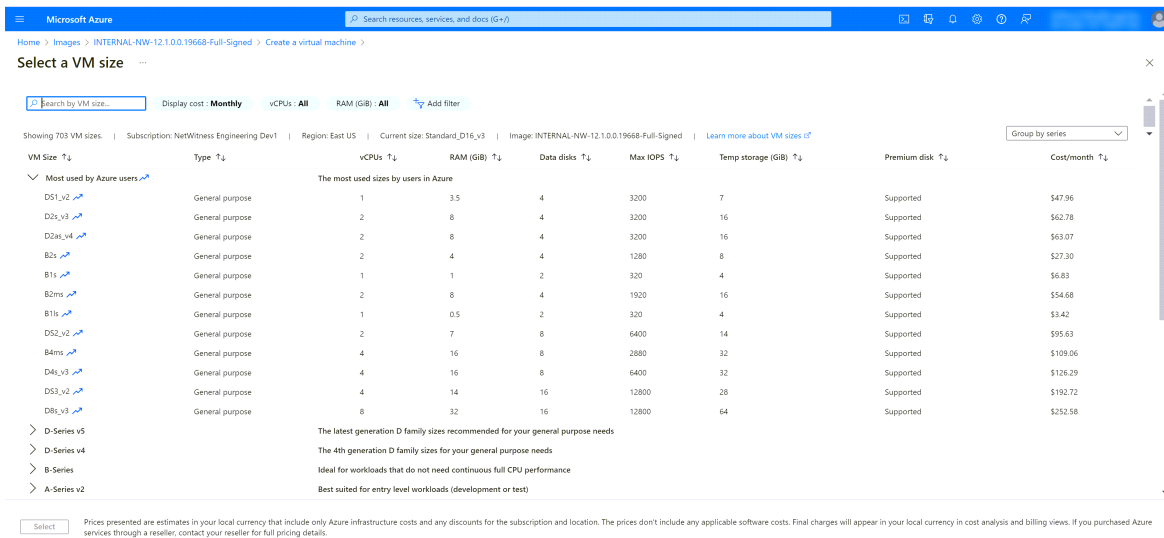 Microsoft Azure
Search resources, services, and docs (G+/)
Home > Images > INTERNAL-NW-12.1.0.0.19668-Full-Signed > Create a virtual machine >
Select a VM size ...
Search by VM size...
Display cost : Monthly
vCPUs : All
RAM (GiB) : All
Add filter
Showing 703 VM sizes. | Subscription: NetWitness Engineering Dev1 | Region: East US | Current size: Standard_D16_v3 | Image: INTERNAL-NW-12.1.0.0.19668-Full-Signed | Learn more about VM sizes
Group by series
VM Size ↑↓ Type ↑↓ vCPUs ↑↓ RAM (GiB) ↑↓ Data disks ↑↓ Max IOPS ↑↓ Temp storage (GiB) ↑↓ Premium disk ↑↓ Cost/month ↑↓
Most used by Azure users The most used sizes by users in Azure
DS1_v2 General purpose 1 3.5 4 3200 7 Supported $47.96
D2s_v3 General purpose 2 8 4 3200 16 Supported $62.78
D2as_v4 General purpose 2 8 4 3200 16 Supported $63.07
B2s General purpose 2 4 4 1280 8 Supported $27.30
B1s General purpose 1 1 2 320 4 Supported $6.83
B2ms General purpose 2 8 4 1920 16 Supported $54.68
B1ls General purpose 1 0.5 2 320 4 Supported $3.42
DS2_v2 General purpose 2 7 8 6400 14 Supported $95.63
B4ms General purpose 4 16 8 2880 32 Supported $109.06
D4s_v3 General purpose 4 16 8 6400 32 Supported $126.29
DS3_v2 General purpose 4 14 16 12800 28 Supported $192.72
D8s_v3 General purpose 8 32 16 12800 64 Supported $252.58
D-Series v5 The latest generation D family sizes recommended for your general purpose needs
D-Series v4 The 4th generation D family sizes for your general purpose needs
B-Series Ideal for workloads that do not need continuous full CPU performance
A-Series v2 Best suited for entry level workloads (development or test)
Select
Prices presented are estimates in your local currency that include only Azure infrastructure costs and any discounts for the subscription and location. The prices don't include any applicable software costs. Final charges will appear in your local currency in cost analysis and billing views. If you purchased Azure
services through a reseller, contact your reseller for full pricing details.